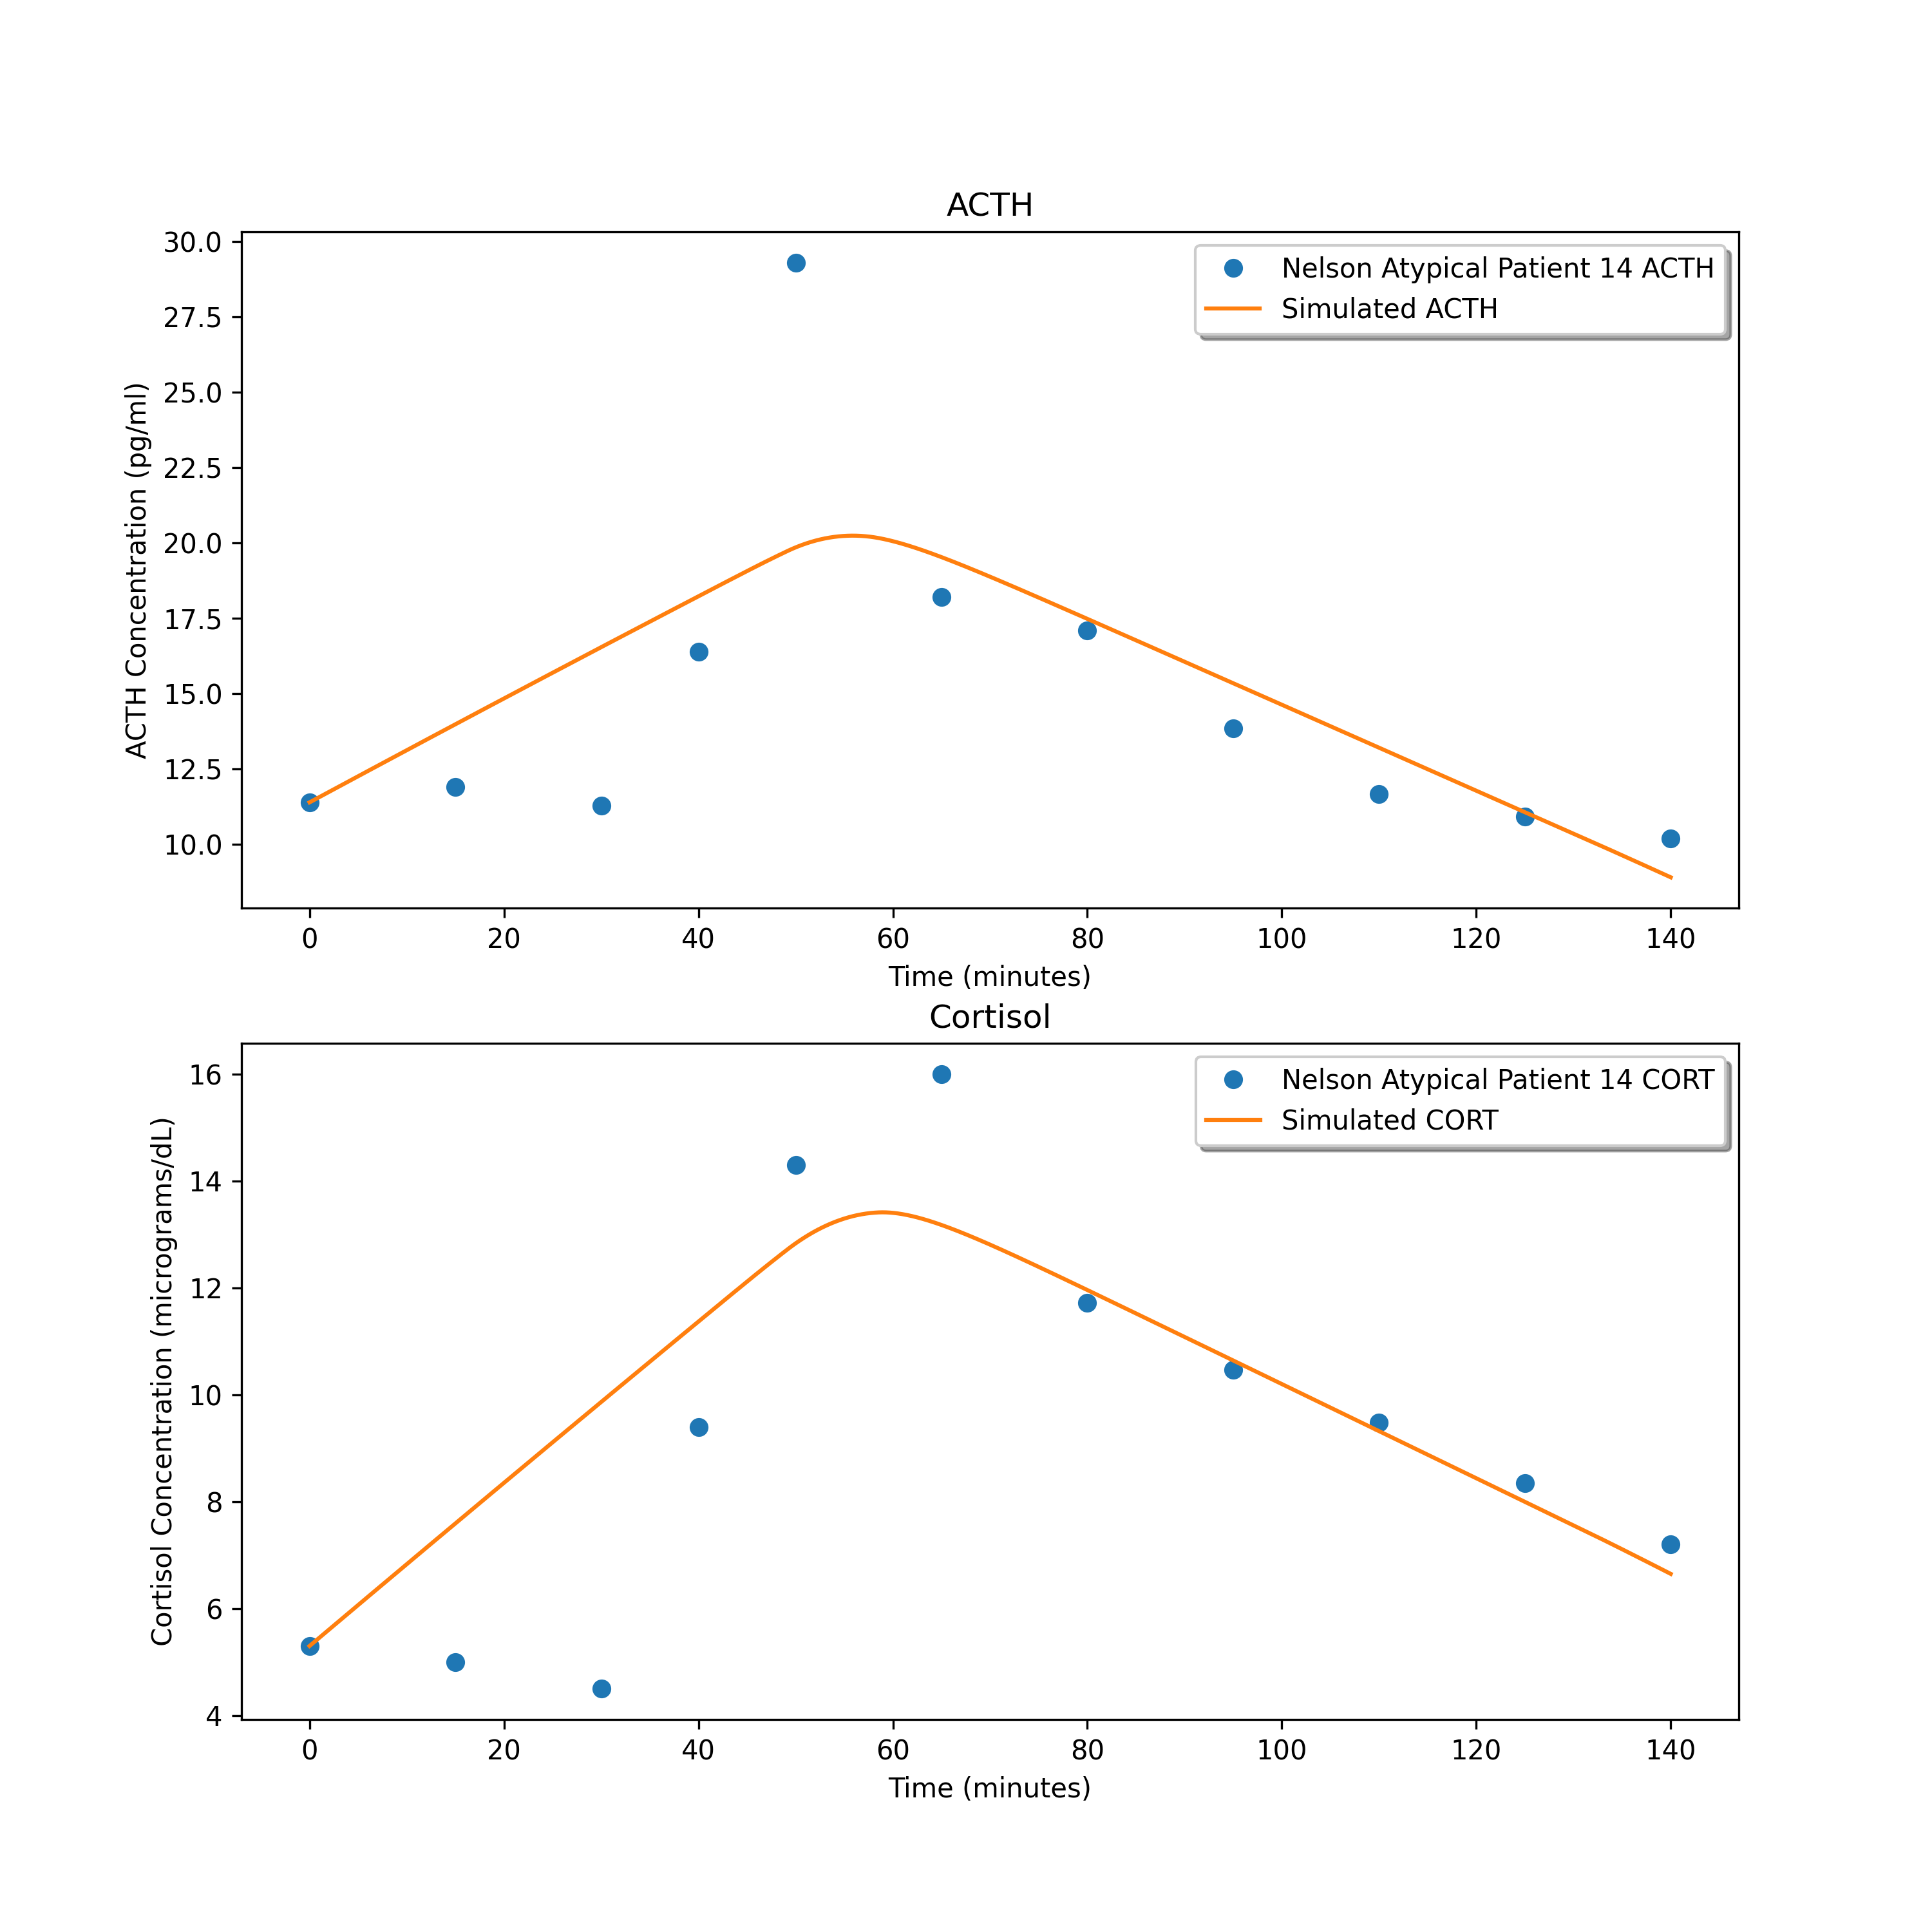 ACTH
30.0
27.5
25.0
22.5
20.0
17.5
15.0
12.5
10.0
ACTH Concentration (pg/ml)
Nelson Atypical Patient 14 ACTH
Simulated ACTH
0 20 40 60 80 100 120 140
Time (minutes)
Cortisol
16
14
12
10
8
6
4
Cortisol Concentration (micrograms/dL)
Nelson Atypical Patient 14 CORT
Simulated CORT
0 20 40 60 80 100 120 140
Time (minutes)